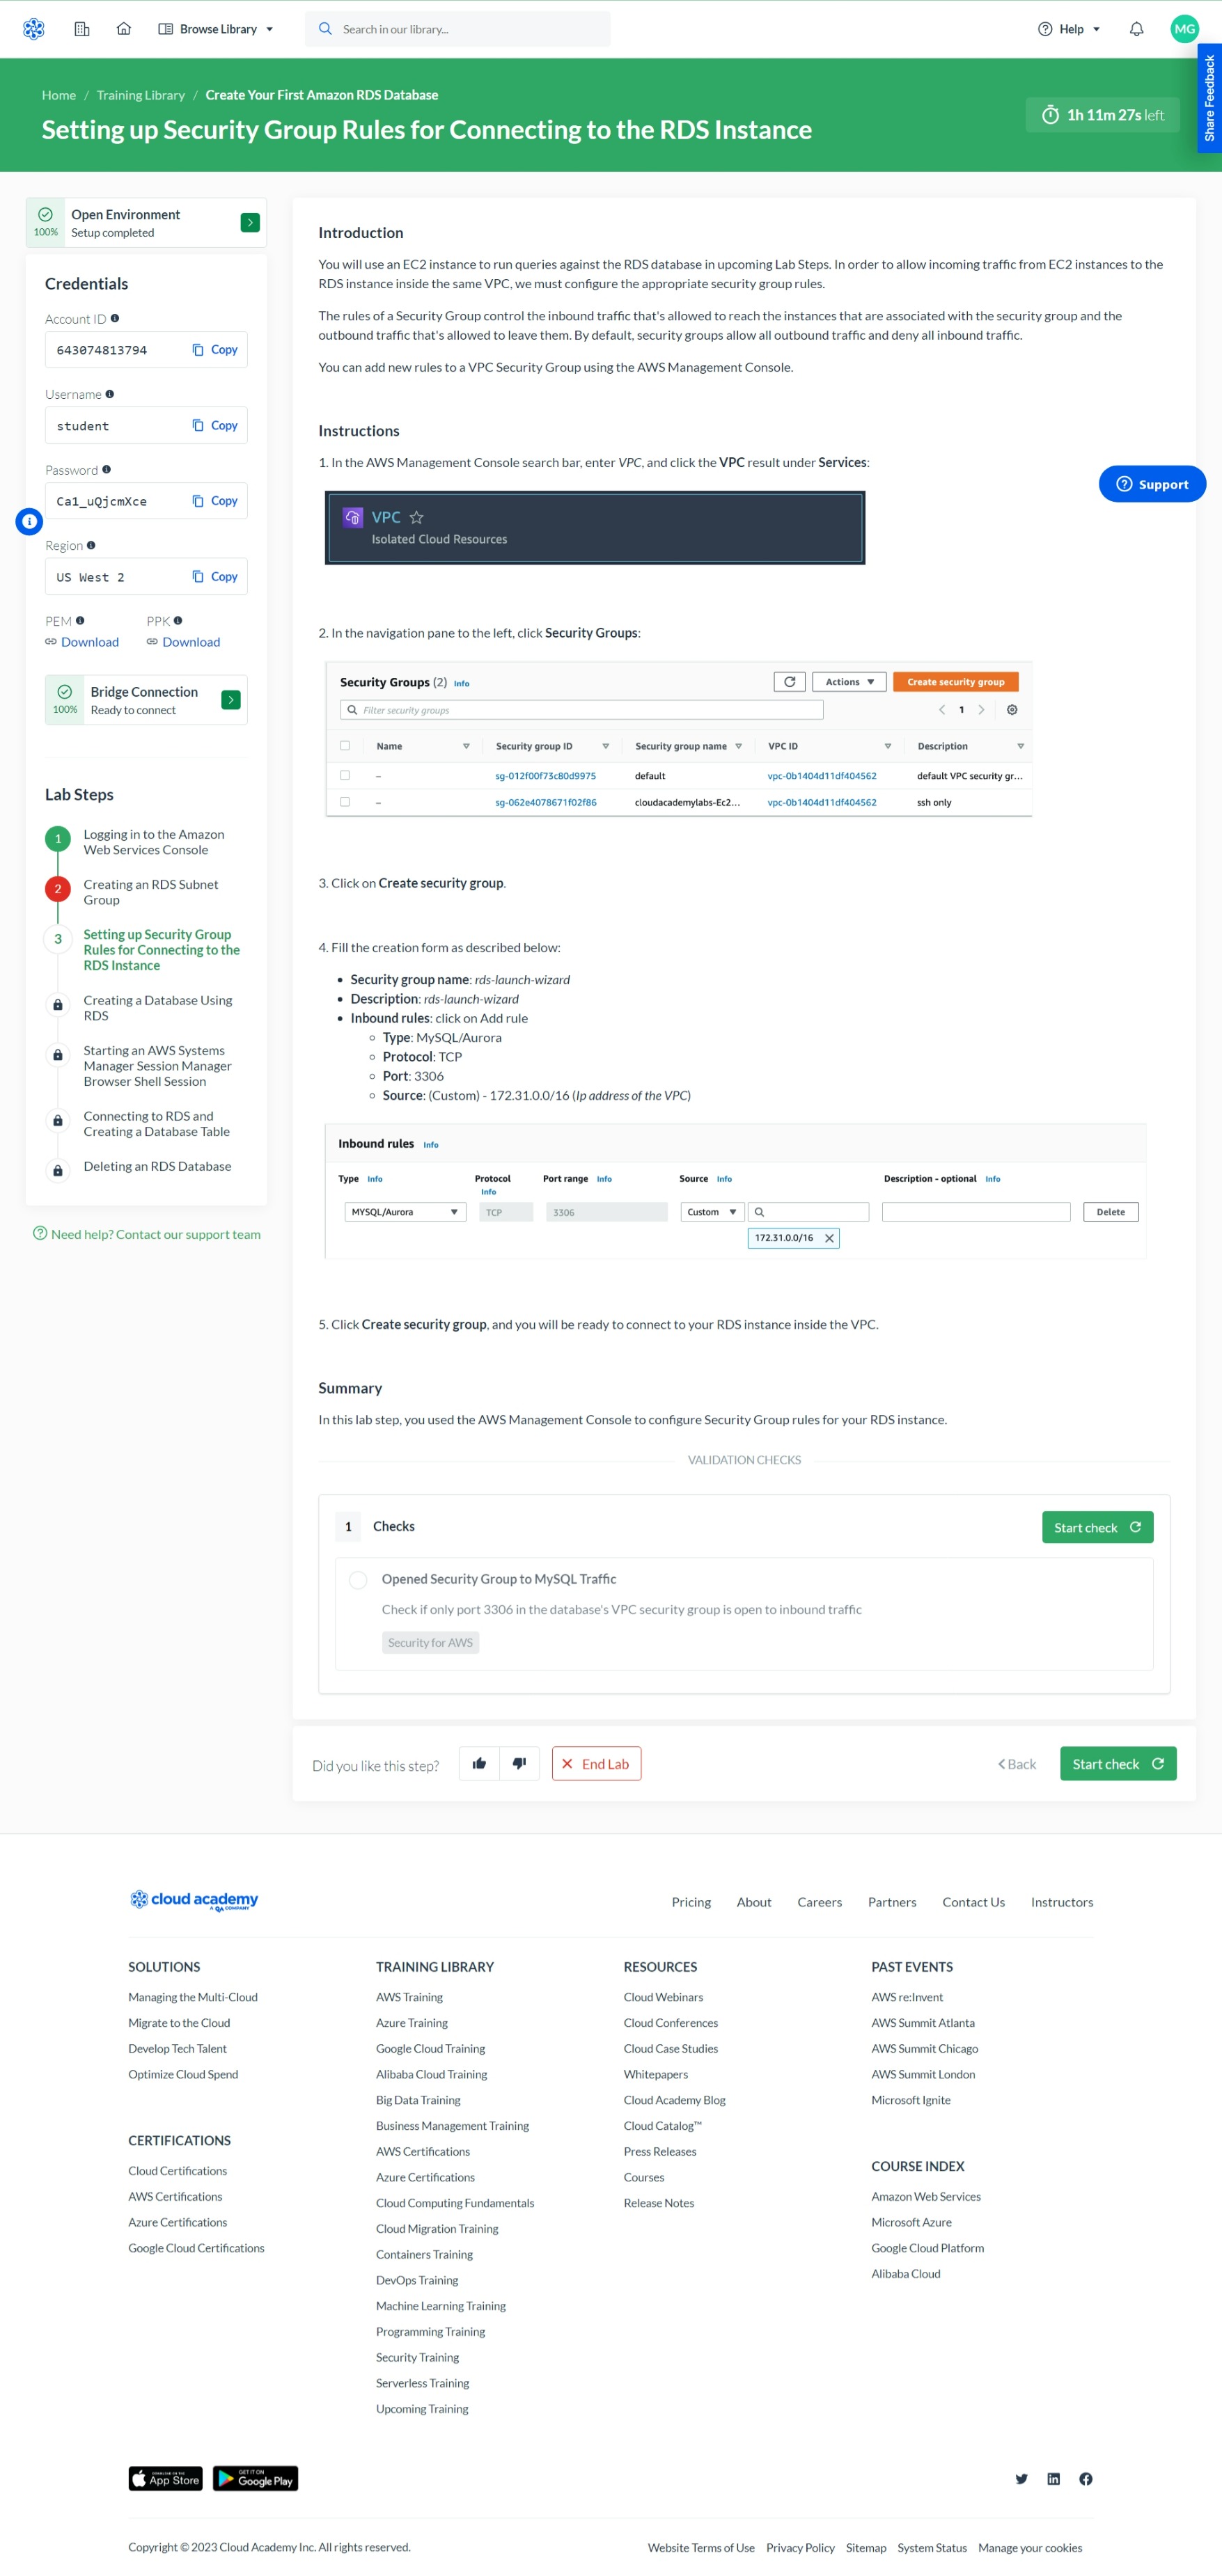 Browse Library
Search in our library...
Help
MG
Share Feedback
Home / Training Library / Create Your First Amazon RDS Database
Setting up Security Group Rules for Connecting to the RDS Instance
1h 11m 27s left
100%
Open Environment
Setup completed
Credentials
Account ID
643074813794 Copy
Username
student Copy
Password
Ca1_uQjcmXce Copy
Region
US West 2 Copy
PEM PPK
Download Download
100%
Bridge Connection
Ready to connect
Lab Steps
1 Logging in to the Amazon
Web Services Console
2 Creating an RDS Subnet
Group
3 Setting up Security Group
Rules for Connecting to the
RDS Instance
Creating a Database Using
RDS
Starting an AWS Systems
Manager Session Manager
Browser Shell Session
Connecting to RDS and
Creating a Database Table
Deleting an RDS Database
Need help? Contact our support team
Introduction
You will use an EC2 instance to run queries against the RDS database in upcoming Lab Steps. In order to allow incoming traffic from EC2 instances to the
RDS instance inside the same VPC, we must configure the appropriate security group rules.
The rules of a Security Group control the inbound traffic that's allowed to reach the instances that are associated with the security group and the
outbound traffic that's allowed to leave them. By default, security groups allow all outbound traffic and deny all inbound traffic.
You can add new rules to a VPC Security Group using the AWS Management Console.
Instructions
1. In the AWS Management Console search bar, enter VPC, and click the VPC result under Services:
Support
VPC
Isolated Cloud Resources
2. In the navigation pane to the left, click Security Groups:
Security Groups (2) Info
Actions
Create security group
Filter security groups
1
Name Security group ID Security group name VPC ID Description
– sg-012f00f73c80d9975 default vpc-0b1404d11df404562 default VPC security gr...
– sg-062e4078671f02f86 cloudacademylabs-Ec2... vpc-0b1404d11df404562 ssh only
3. Click on Create security group.
4. Fill the creation form as described below:
• Security group name: rds-launch-wizard
• Description: rds-launch-wizard
• Inbound rules: click on Add rule
◦ Type: MySQL/Aurora
◦ Protocol: TCP
◦ Port: 3306
◦ Source: (Custom) - 172.31.0.0/16 (Ip address of the VPC)
Inbound rules Info
Type Info Protocol Info Port range Info Source Info Description - optional Info
MYSQL/Aurora TCP 3306 Custom Delete
172.31.0.0/16
5. Click Create security group, and you will be ready to connect to your RDS instance inside the VPC.
Summary
In this lab step, you used the AWS Management Console to configure Security Group rules for your RDS instance.
VALIDATION CHECKS
1 Checks
Start check
Opened Security Group to MySQL Traffic
Check if only port 3306 in the database's VPC security group is open to inbound traffic
Security for AWS
Did you like this step?
End Lab
Back
Start check
cloud academy
A QA COMPANY
Pricing About Careers Partners Contact Us Instructors
SOLUTIONS
Managing the Multi-Cloud
Migrate to the Cloud
Develop Tech Talent
Optimize Cloud Spend
CERTIFICATIONS
Cloud Certifications
AWS Certifications
Azure Certifications
Google Cloud Certifications
TRAINING LIBRARY
AWS Training
Azure Training
Google Cloud Training
Alibaba Cloud Training
Big Data Training
Business Management Training
AWS Certifications
Azure Certifications
Cloud Computing Fundamentals
Cloud Migration Training
Containers Training
DevOps Training
Machine Learning Training
Programming Training
Security Training
Serverless Training
Upcoming Training
RESOURCES
Cloud Webinars
Cloud Conferences
Cloud Case Studies
Whitepapers
Cloud Academy Blog
Cloud Catalog™
Press Releases
Courses
Release Notes
PAST EVENTS
AWS re:Invent
AWS Summit Atlanta
AWS Summit Chicago
AWS Summit London
Microsoft Ignite
COURSE INDEX
Amazon Web Services
Microsoft Azure
Google Cloud Platform
Alibaba Cloud
Download on the
App Store
GET IT ON
Google Play
Copyright © 2023 Cloud Academy Inc. All rights reserved.
Website Terms of Use Privacy Policy Sitemap System Status Manage your cookies